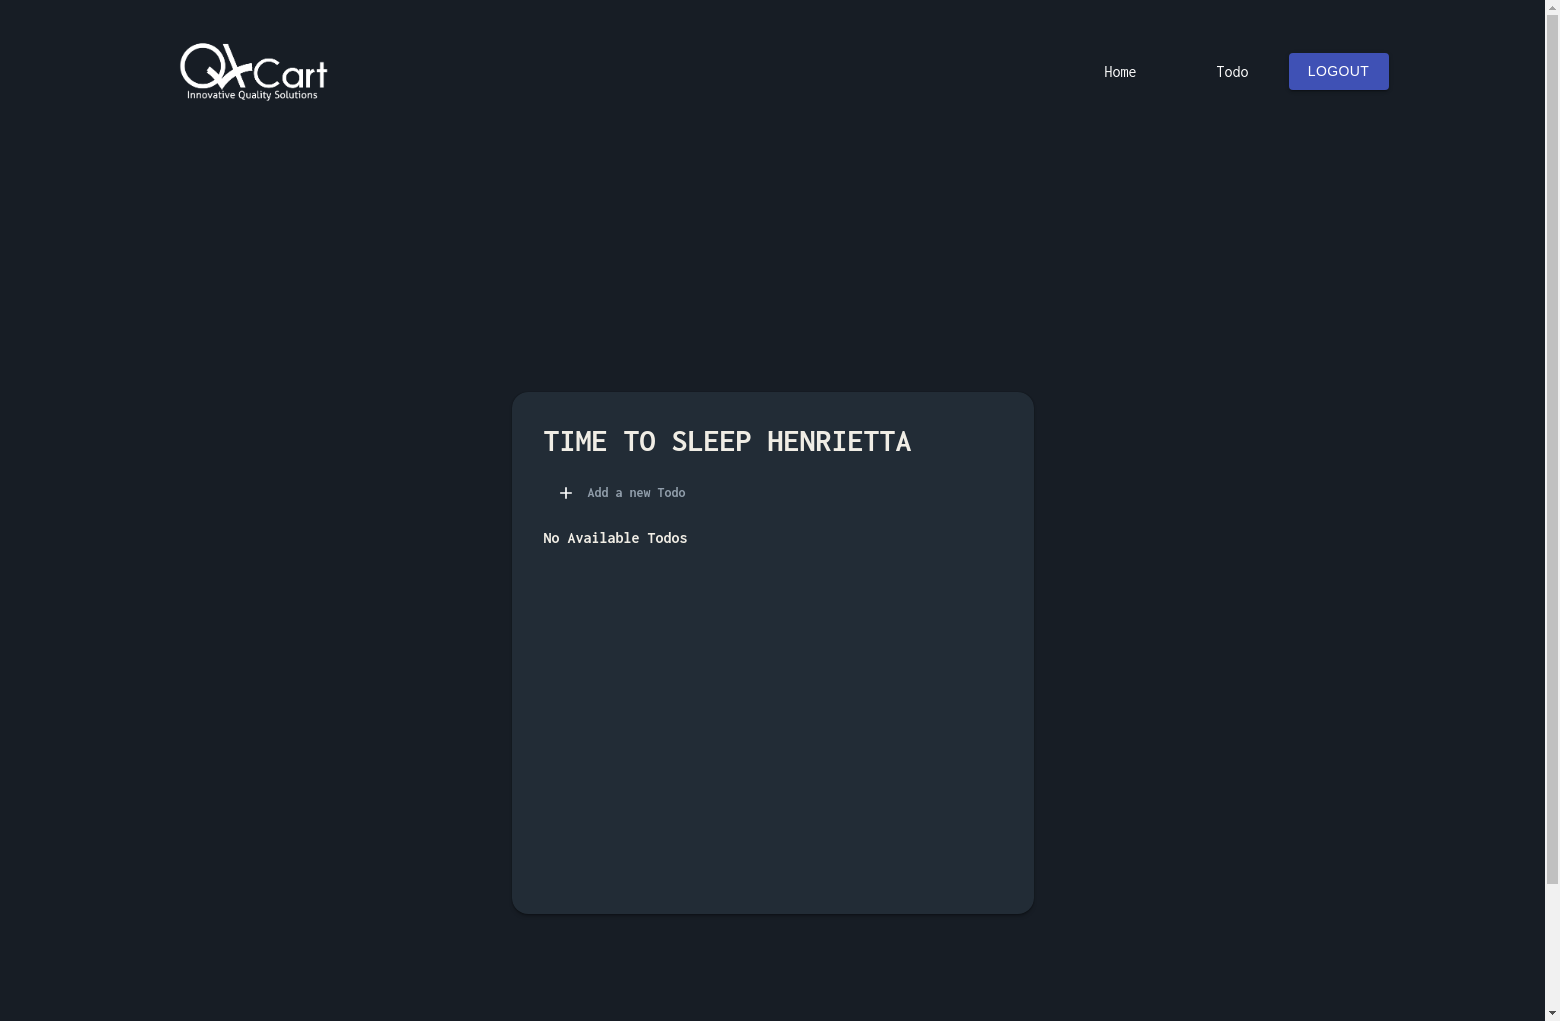 QACart
Innovative Quality Solutions
Home
Todo
LOGOUT
TIME TO SLEEP HENRIETTA
Add a new Todo
No Available Todos